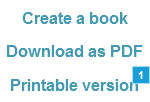 Create a book
Download as PDF
Printable version
1